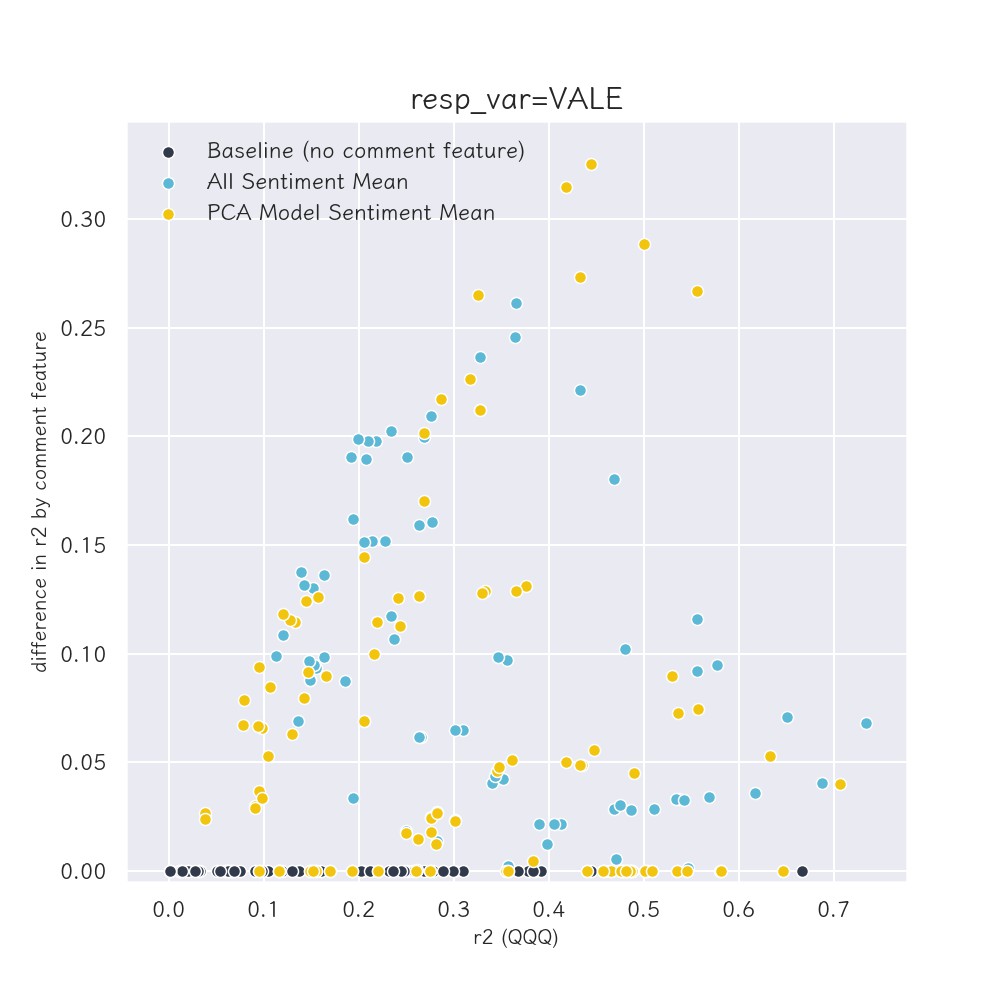 resp_var=VALE
Baseline (no comment feature)
All Sentiment Mean
PCA Model Sentiment Mean
difference in r2 by comment feature
0.30
0.25
0.20
0.15
0.10
0.05
0.00
0.0 0.1 0.2 0.3 0.4 0.5 0.6 0.7
r2 (QQQ)